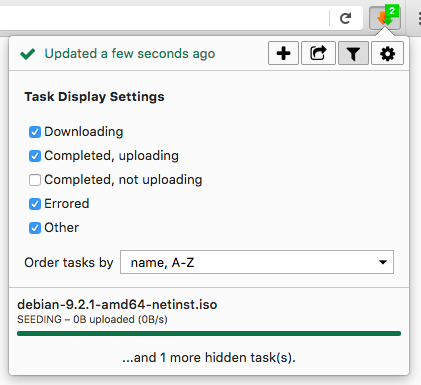 2
Updated a few seconds ago
Task Display Settings
Downloading
Completed, uploading
Completed, not uploading
Errored
Other
Order tasks by name, A-Z
debian-9.2.1-amd64-netinst.iso
SEEDING – 0B uploaded (0B/s)
...and 1 more hidden task(s).